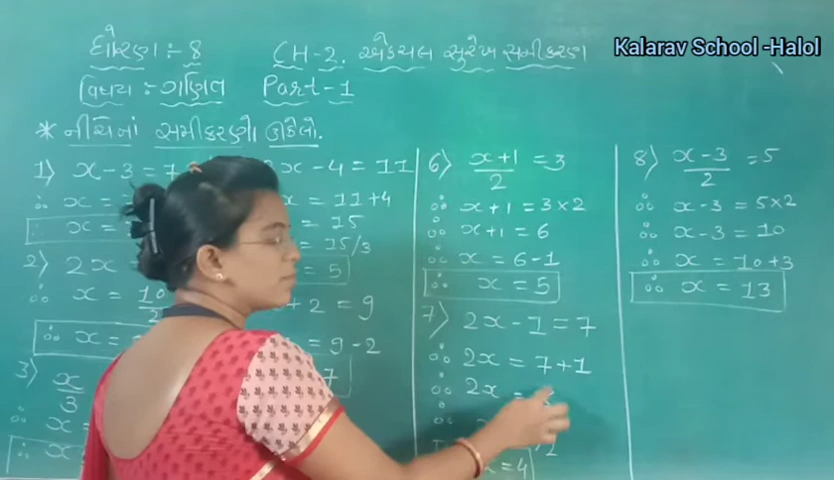 ધોરણ :- 8 CH-2. એકચલ સુરેખ સમીકરણ
Kalarav School -Halol
વિષય :- ગણિત Part-1
* નીચેનાં સમીકરણો ઉકેલો.
1) x-3=7
∴ x =
∴ x =
2) 2x
∴ x = 10
∴ x =
3) x/3
∴ x
∴ x
x-4=11
x = 11+4
= 15
= 15/3
= 5
+2 = 9
= 9-2
7
6) x+1/2 =3
∴ x+1 = 3×2
∴ x+1 = 6
∴ x = 6-1
∴ x = 5
7) 2x-1=7
∴ 2x = 7+1
∴ 2x =
∴
x = 4
8) x-3/2 =5
∴ x-3 = 5×2
∴ x-3 = 10
∴ x = 10+3
∴ x = 13